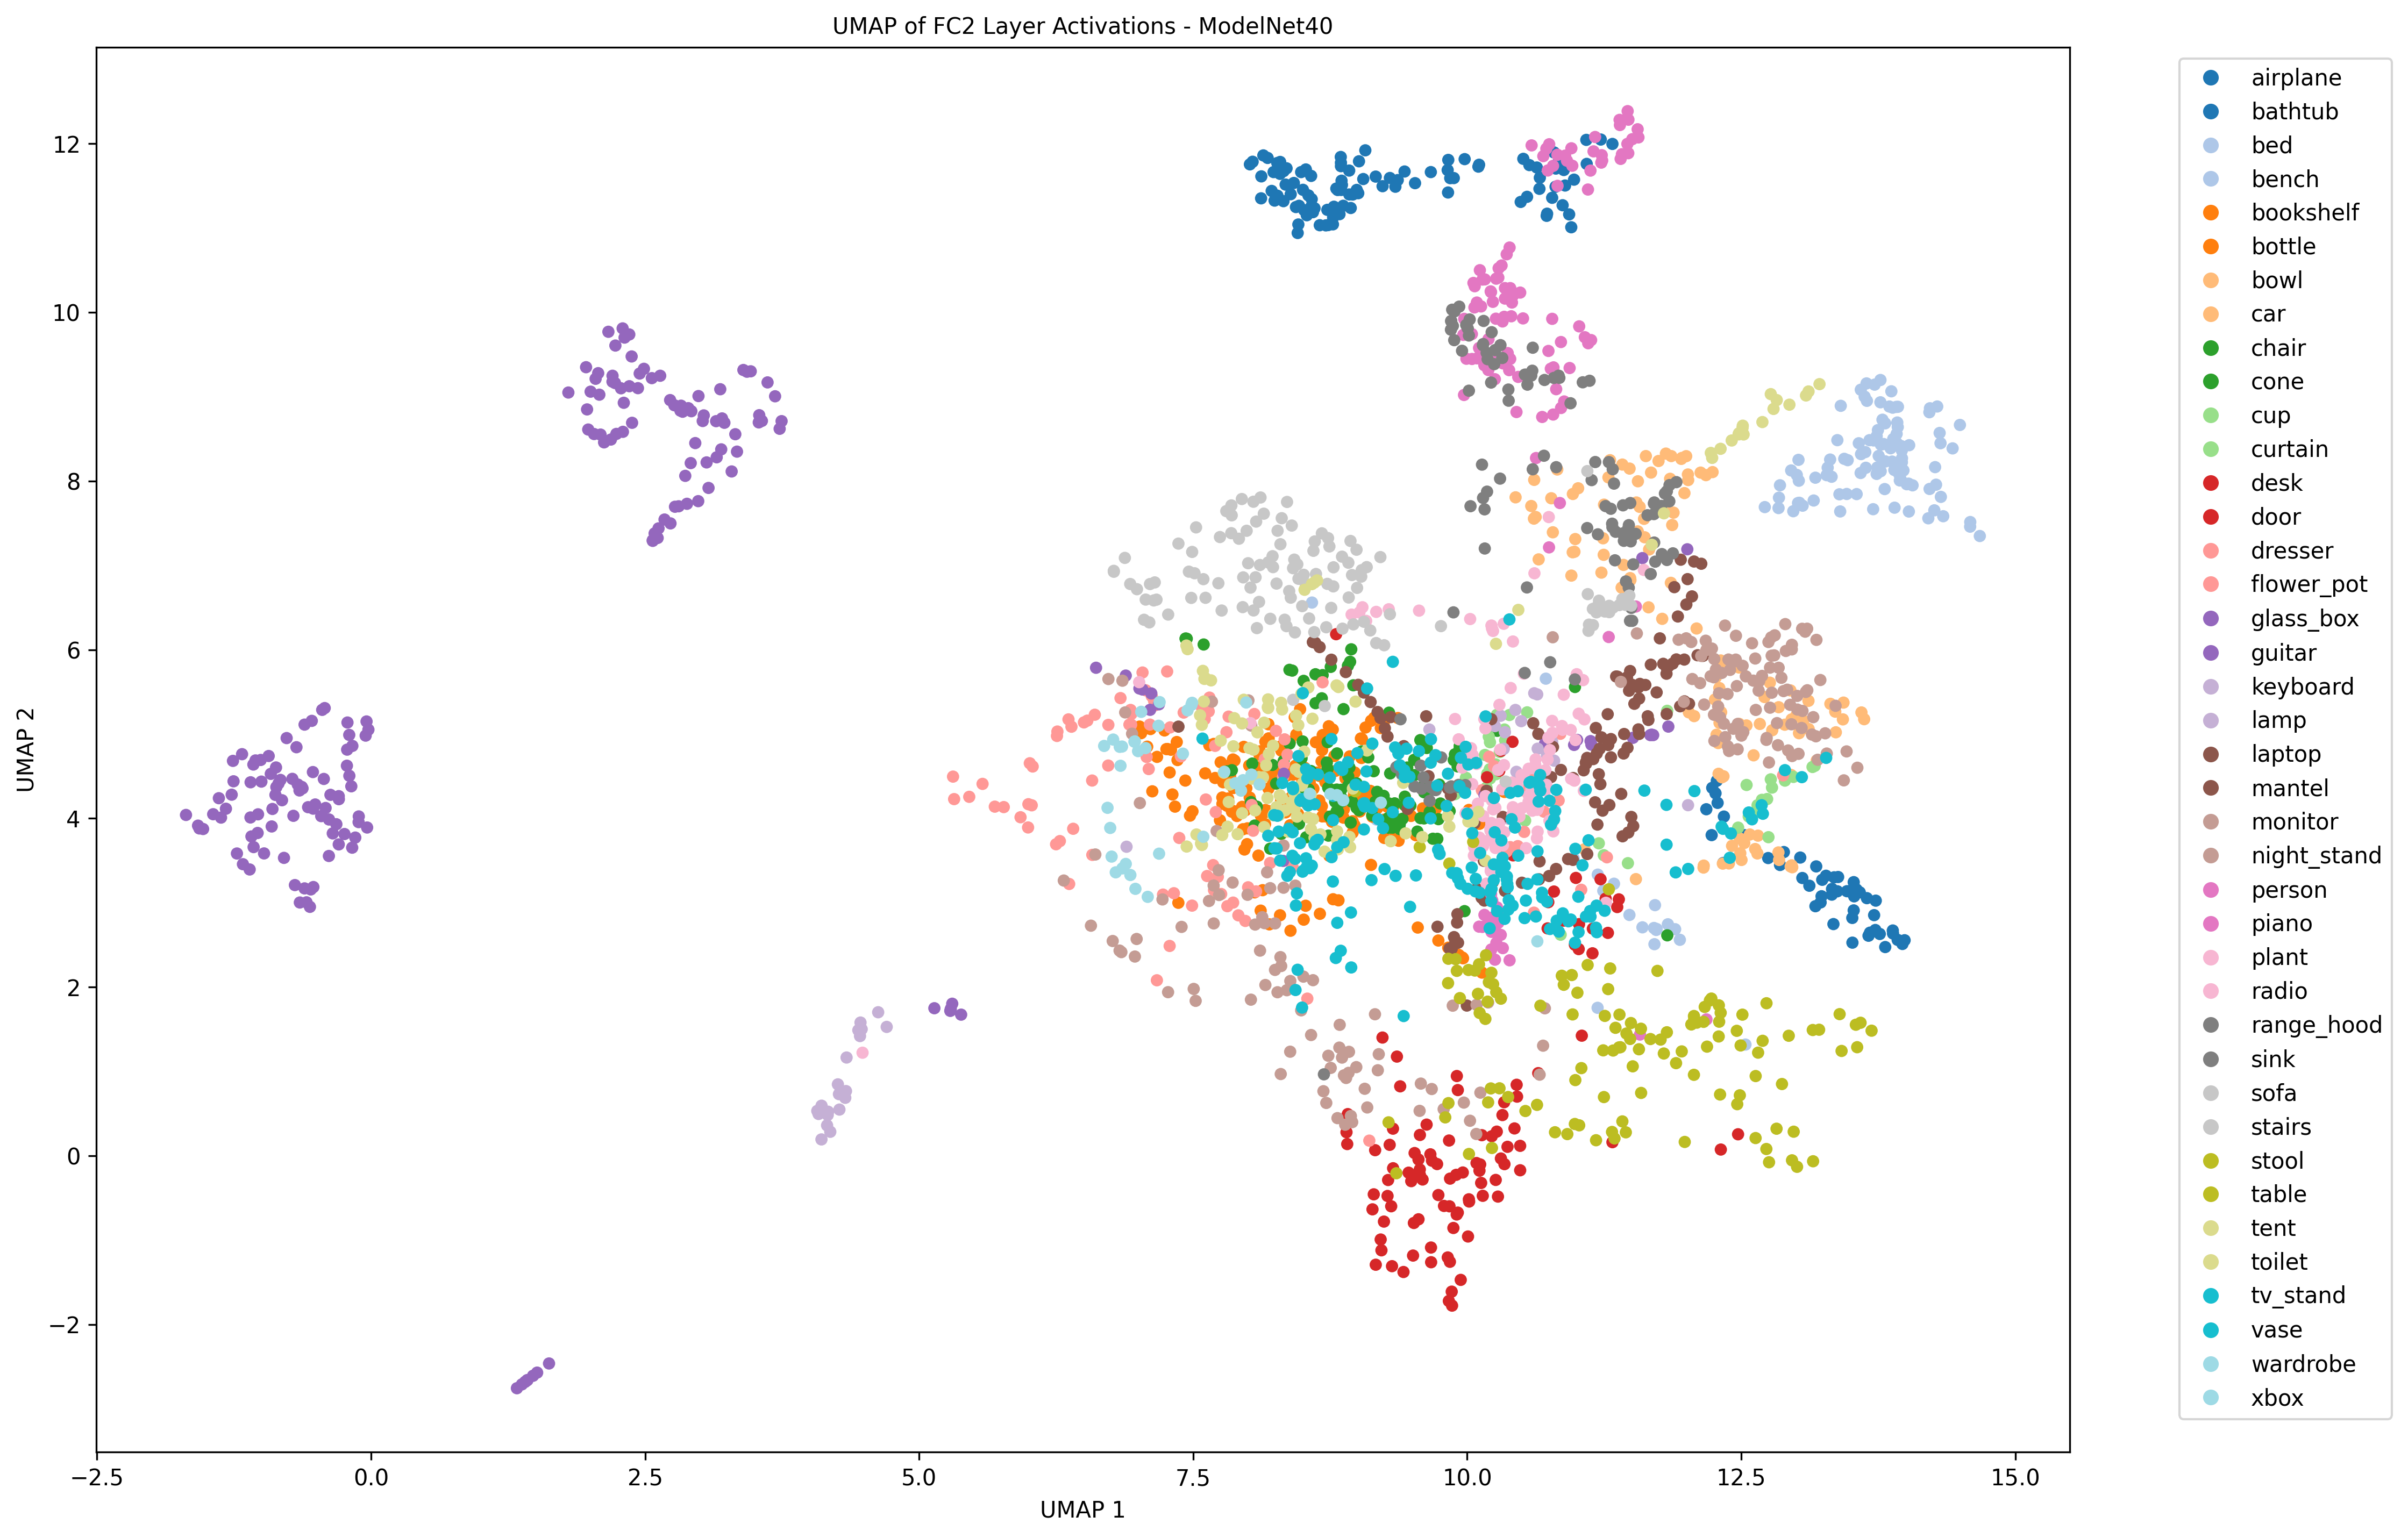 UMAP of FC2 Layer Activations - ModelNet40
UMAP 2
12
10
8
6
4
2
0
−2
−2.5
0.0
2.5
5.0
7.5
10.0
12.5
15.0
UMAP 1
airplane
bathtub
bed
bench
bookshelf
bottle
bowl
car
chair
cone
cup
curtain
desk
door
dresser
flower_pot
glass_box
guitar
keyboard
lamp
laptop
mantel
monitor
night_stand
person
piano
plant
radio
range_hood
sink
sofa
stairs
stool
table
tent
toilet
tv_stand
vase
wardrobe
xbox